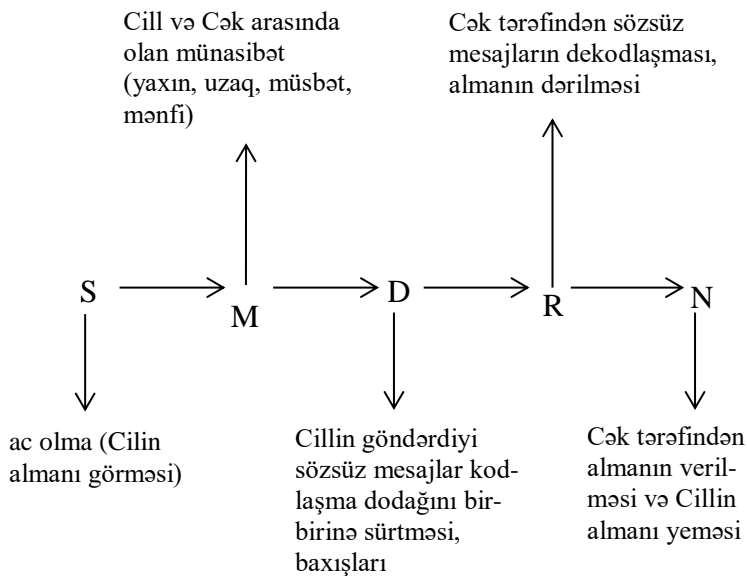 Cill və Cək arasında
olan münasibət
(yaxın, uzaq, müsbət,
mənfi)
Cək tərəfindən sözsüz
mesajların dekodlaşması,
almanın dərilməsi
S
M
D
R
N
ac olma (Cilin
almanı görməsi)
Cillin göndərdiyi
sözsüz mesajlar kod-
laşma dodağını bir-
birinə sürtməsi,
baxışları
Cək tərəfindən
almanın veril-
məsi və Cillin
almanı yeməsi